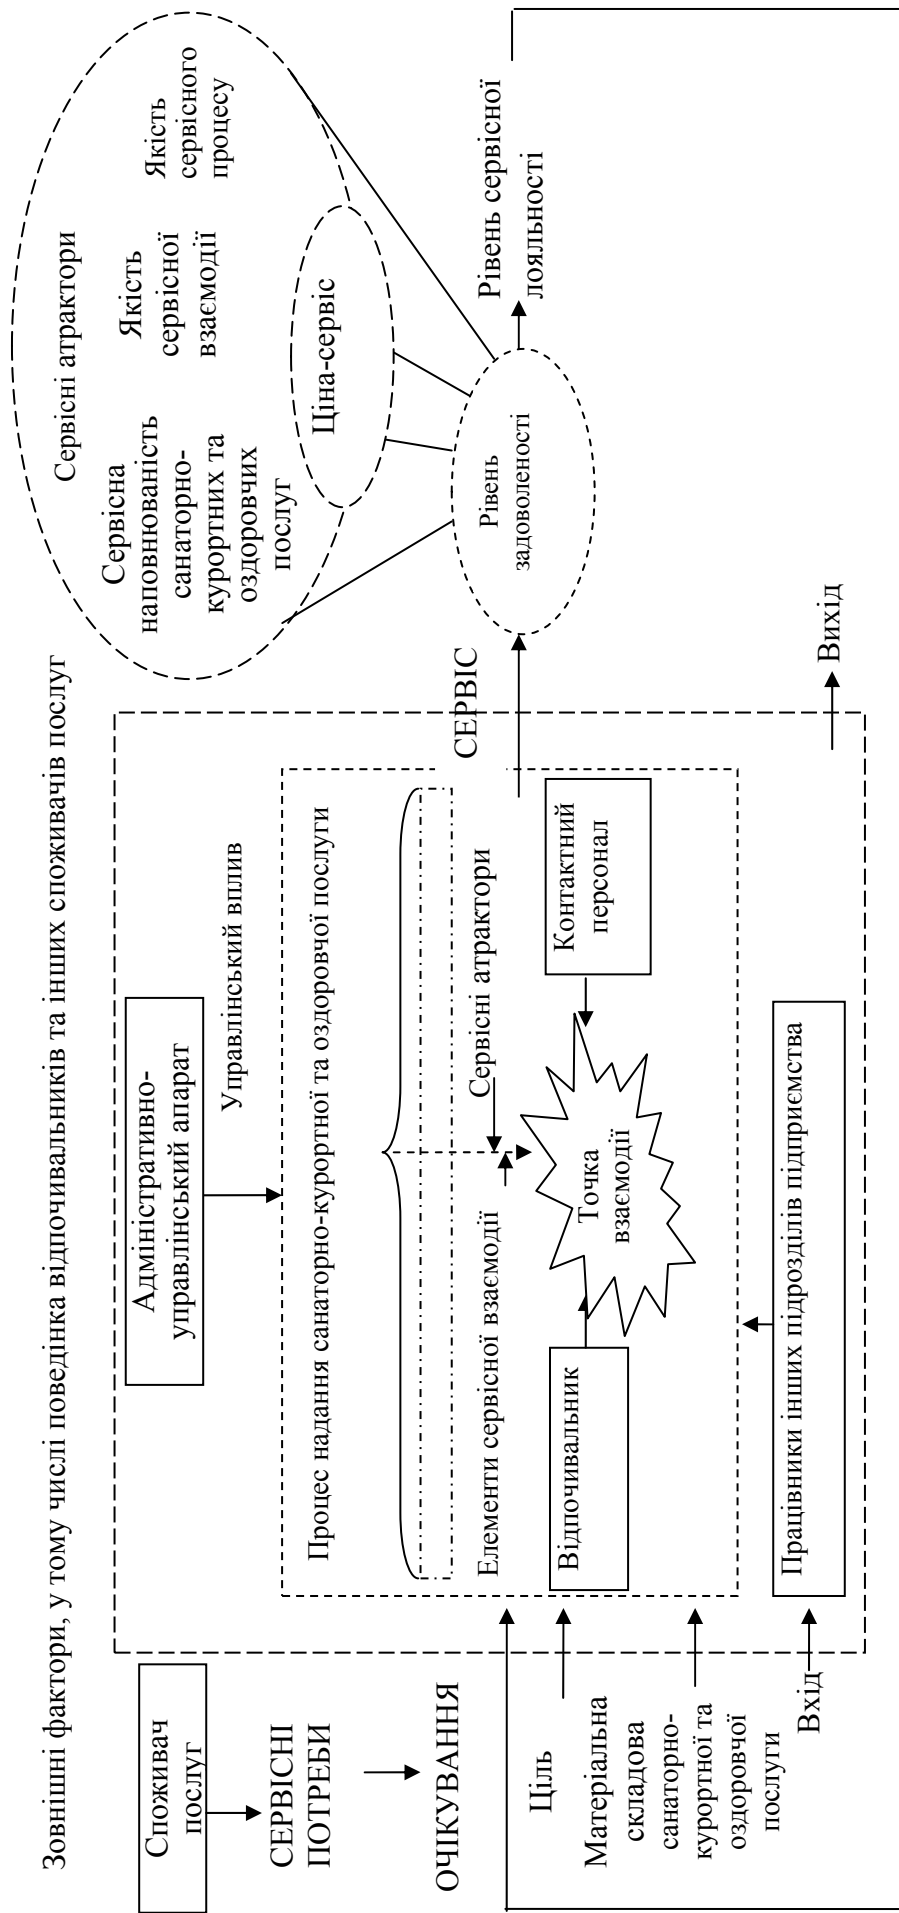 Зовнішні фактори, у тому числі поведінка відпочивальників та інших споживачів послуг
Споживач
послуг
СЕРВІСНІ
ПОТРЕБИ
ОЧІКУВАННЯ
Ціль
Матеріальна
складова
санаторно-
курортної та
оздоровчої
послуги
Вхід
Адміністративно-
управлінський апарат
Управлінський вплив
Процес надання санаторно-курортної та оздоровчої послуги
Елементи сервісної взаємодії
Сервісні атрактори
Відпочивальник
Точка
взаємодії
Контактний
персонал
Працівники інших підрозділів підприємства
СЕРВІС
Вихід
Сервісні атрактори
Сервісна
наповнюваність
санаторно-
курортних та
оздоровчих
послуг
Якість
сервісної
взаємодії
Якість
сервісного
процесу
Ціна-сервіс
Рівень
задоволеності
Рівень сервісної
лояльності